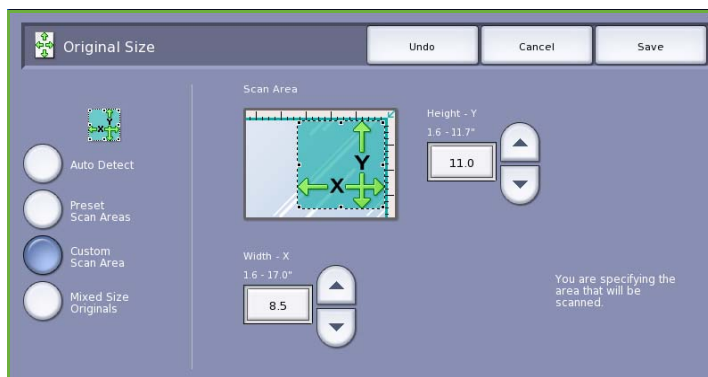 Original Size
Undo
Cancel
Save
Auto Detect
Preset
Scan Areas
Custom
Scan Area
Mixed Size
Originals
Scan Area
Y
X
Height - Y
1.6 - 11.7"
11.0
Width - X
1.6 - 17.0"
8.5
You are specifying the
area that will be
scanned.